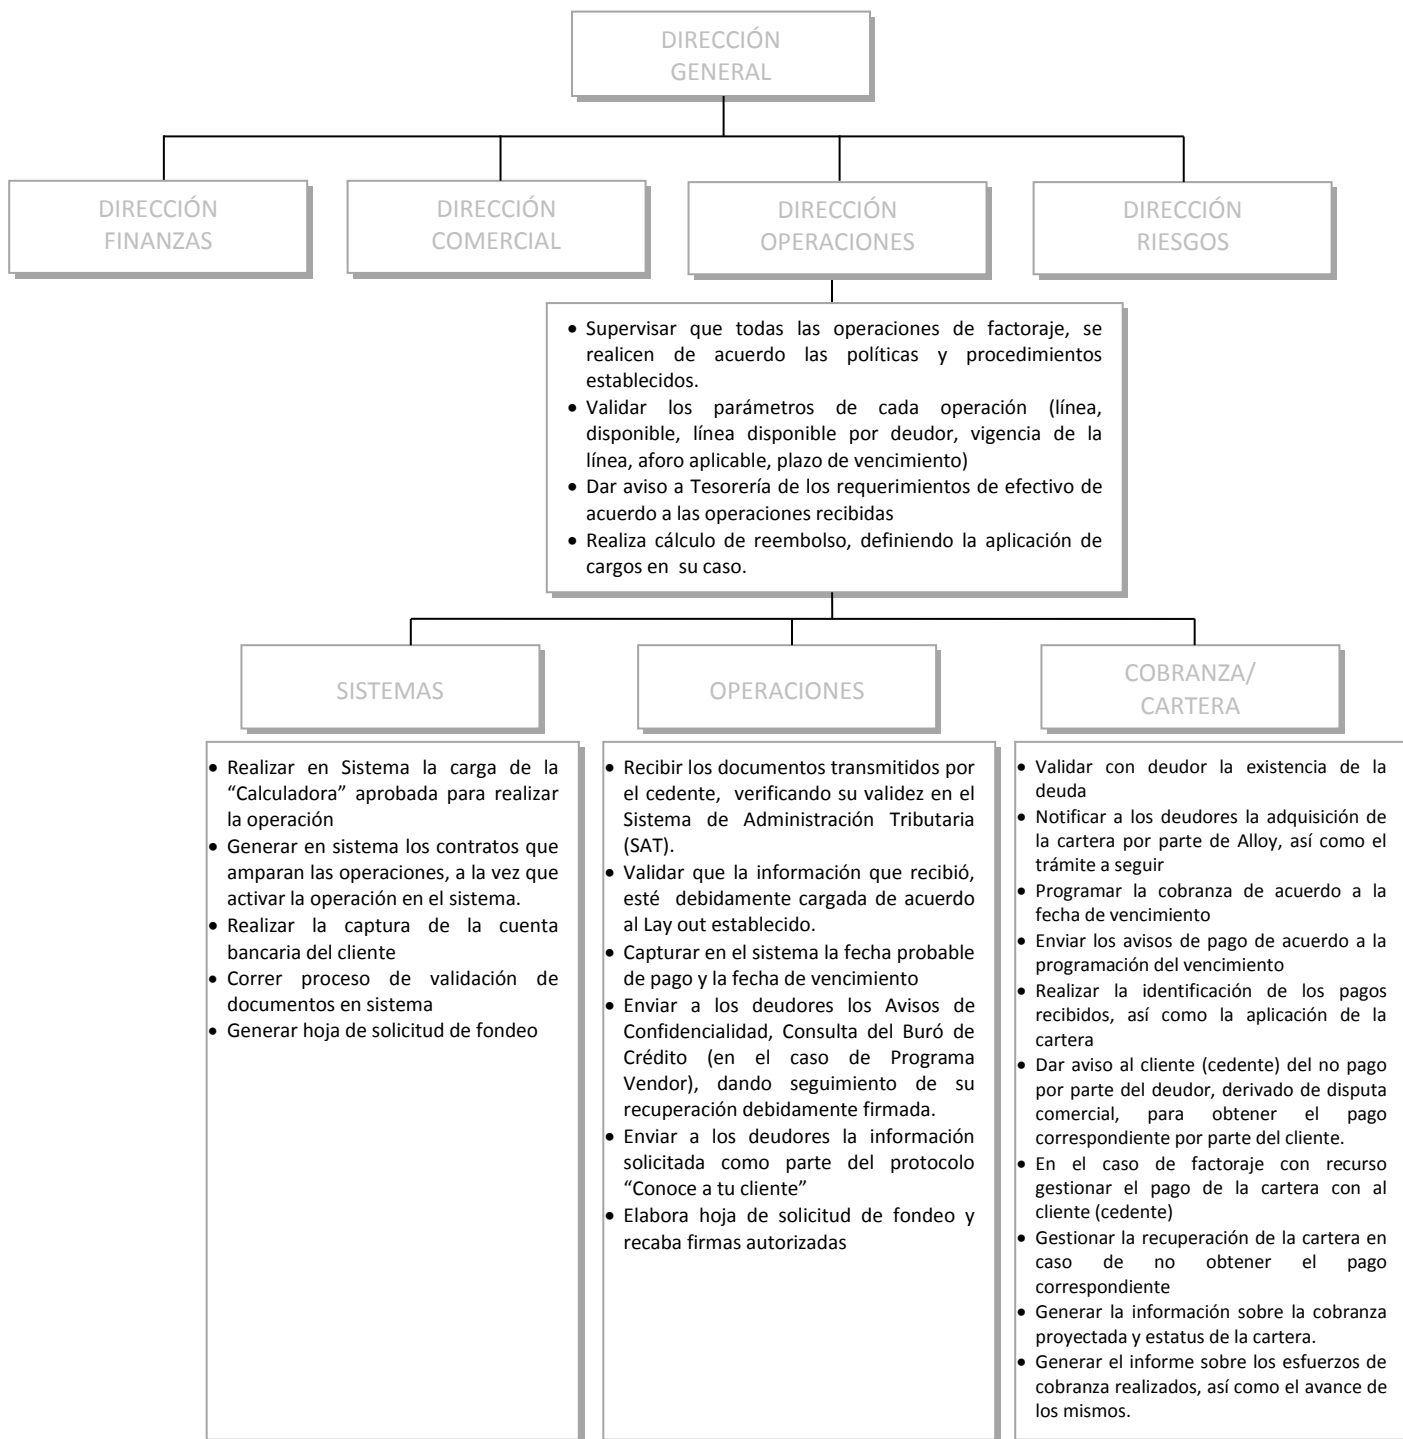 DIRECCIÓN
GENERAL
DIRECCIÓN
FINANZAS
DIRECCIÓN
COMERCIAL
DIRECCIÓN
OPERACIONES
DIRECCIÓN
RIESGOS
• Supervisar que todas las operaciones de factoraje, se
realicen de acuerdo las políticas y procedimientos
establecidos.
• Validar los parámetros de cada operación (línea,
disponible, línea disponible por deudor, vigencia de la
línea, aforo aplicable, plazo de vencimiento)
• Dar aviso a Tesorería de los requerimientos de efectivo de
acuerdo a las operaciones recibidas
• Realiza cálculo de reembolso, definiendo la aplicación de
cargos en su caso.
SISTEMAS
• Realizar en Sistema la carga de la
“Calculadora” aprobada para realizar
la operación
• Generar en sistema los contratos que
amparan las operaciones, a la vez que
activar la operación en el sistema.
• Realizar la captura de la cuenta
bancaria del cliente
• Correr proceso de validación de
documentos en sistema
• Generar hoja de solicitud de fondeo
OPERACIONES
• Recibir los documentos transmitidos por
el cedente, verificando su validez en el
Sistema de Administración Tributaria
(SAT).
• Validar que la información que recibió,
esté debidamente cargada de acuerdo
al Lay out establecido.
• Capturar en el sistema la fecha probable
de pago y la fecha de vencimiento
• Enviar a los deudores los Avisos de
Confidencialidad, Consulta del Buró de
Crédito (en el caso de Programa
Vendor), dando seguimiento de su
recuperación debidamente firmada.
• Enviar a los deudores la información
solicitada como parte del protocolo
“Conoce a tu cliente”
• Elabora hoja de solicitud de fondeo y
recaba firmas autorizadas
COBRANZA/
CARTERA
• Validar con deudor la existencia de la
deuda
• Notificar a los deudores la adquisición de
la cartera por parte de Alloy, así como el
trámite a seguir
• Programar la cobranza de acuerdo a la
fecha de vencimiento
• Enviar los avisos de pago de acuerdo a la
programación del vencimiento
• Realizar la identificación de los pagos
recibidos, así como la aplicación de la
cartera
• Dar aviso al cliente (cedente) del no pago
por parte del deudor, derivado de disputa
comercial, para obtener el pago
correspondiente por parte del cliente.
• En el caso de factoraje con recurso
gestionar el pago de la cartera con al
cliente (cedente)
• Gestionar la recuperación de la cartera en
caso de no obtener el pago
correspondiente
• Generar la información sobre la cobranza
proyectada y estatus de la cartera.
• Generar el informe sobre los esfuerzos de
cobranza realizados, así como el avance de
los mismos.